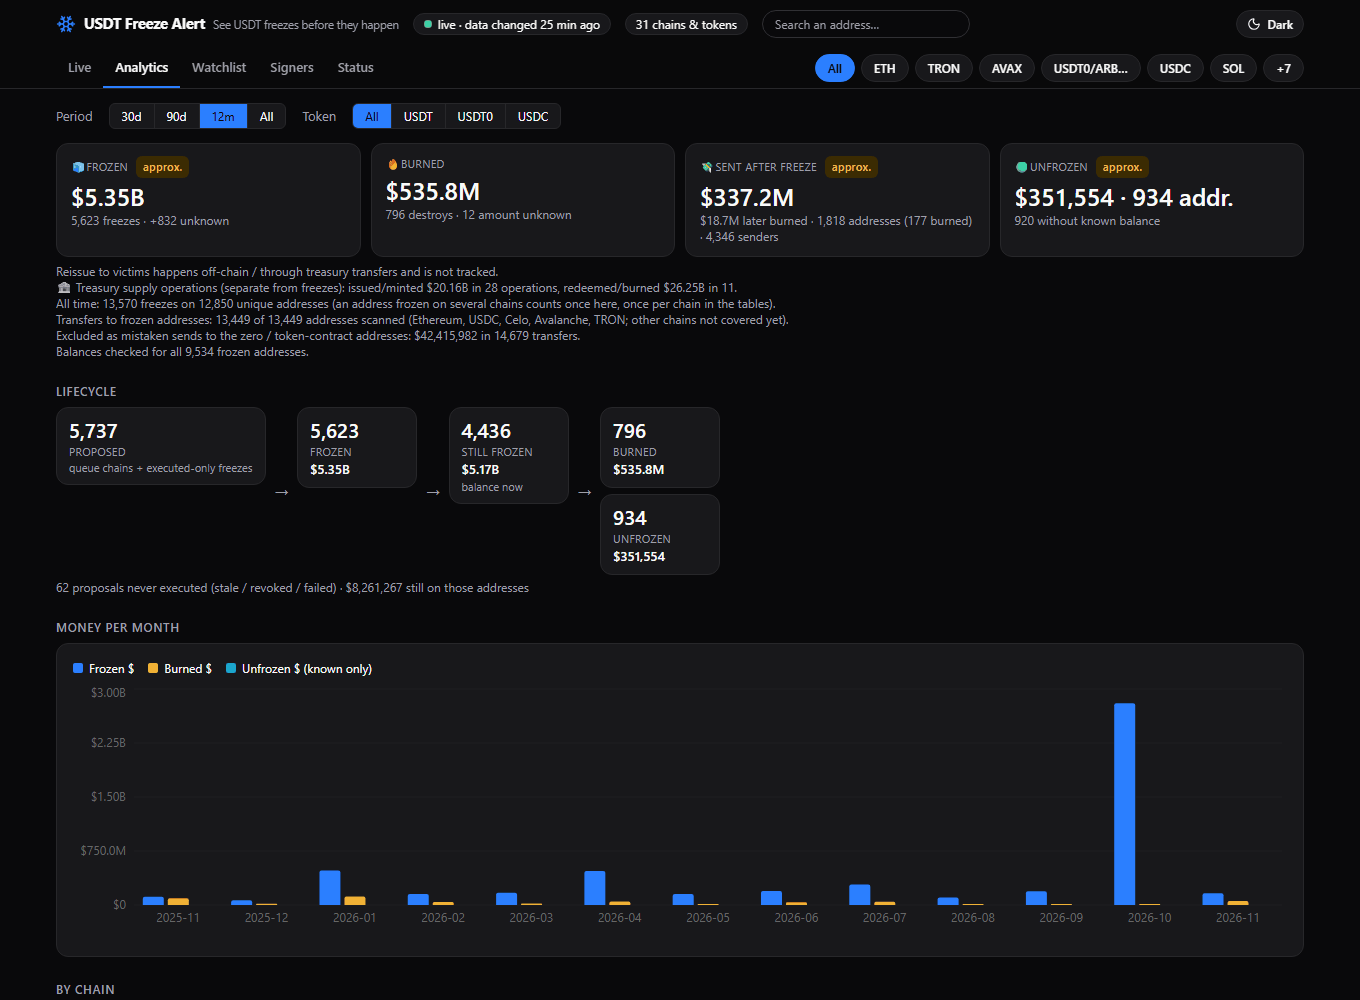 USDT Freeze Alert See USDT freezes before they happen live · data changed 25 min ago 31 chains & tokens Search an address... Dark
Live Analytics Watchlist Signers Status All ETH TRON AVAX USDT0/ARB... USDC SOL +7
Period 30d 90d 12m All Token All USDT USDT0 USDC
FROZEN approx.
$5.35B
5,623 freezes · +832 unknown
BURNED
$535.8M
796 destroys · 12 amount unknown
SENT AFTER FREEZE approx.
$337.2M
$18.7M later burned · 1,818 addresses (177 burned)
· 4,346 senders
UNFROZEN approx.
$351,554 · 934 addr.
920 without known balance
Reissue to victims happens off-chain / through treasury transfers and is not tracked.
Treasury supply operations (separate from freezes): issued/minted $20.16B in 28 operations, redeemed/burned $26.25B in 11.
All time: 13,570 freezes on 12,850 unique addresses (an address frozen on several chains counts once here, once per chain in the tables).
Transfers to frozen addresses: 13,449 of 13,449 addresses scanned (Ethereum, USDC, Celo, Avalanche, TRON; other chains not covered yet).
Excluded as mistaken sends to the zero / token-contract addresses: $42,415,982 in 14,679 transfers.
Balances checked for all 9,534 frozen addresses.
LIFECYCLE
5,737
PROPOSED
queue chains + executed-only freezes
→
5,623
FROZEN
$5.35B
→
4,436
STILL FROZEN
$5.17B
balance now
→
796
BURNED
$535.8M
934
UNFROZEN
$351,554
62 proposals never executed (stale / revoked / failed) · $8,261,267 still on those addresses
MONEY PER MONTH
Frozen $ Burned $ Unfrozen $ (known only)
$3.00B
$2.25B
$1.50B
$750.0M
$0
2025-11 2025-12 2026-01 2026-02 2026-03 2026-04 2026-05 2026-06 2026-07 2026-08 2026-09 2026-10 2026-11
BY CHAIN